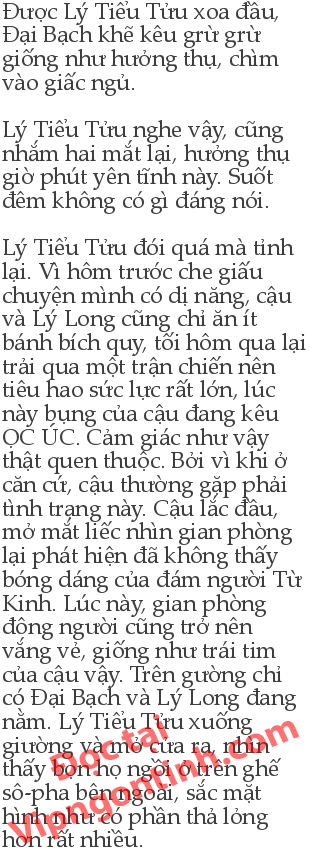 Được Lý Tiểu Tửu xoa đầu,
Đại Bạch khẽ kêu grừ grừ
giống như hưởng thụ, chìm
vào giấc ngủ.

Lý Tiểu Tửu nghe vậy, cũng
nhắm hai mắt lại, hưởng thụ
giờ phút yên tĩnh này. Suốt
đêm không có gì đáng nói.

Lý Tiểu Tửu đói quá mà tỉnh
lại. Vì hôm trước che giấu
chuyện mình có dị năng, cậu
và Lý Long cũng chỉ ăn ít
bánh bích quy, tối hôm qua lại
trải qua một trận chiến nên
tiêu hao sức lực rất lớn, lúc
này bụng của cậu đang kêu
ỌC ỨC. Cảm giác như vậy
thật quen thuộc. Bởi vì khi ở
căn cứ, cậu thường gặp phải
tình trạng này. Cậu lắc đầu,
mở mắt liếc nhìn gian phòng
lại phát hiện đã không thấy
bóng dáng của đám người Từ
Kinh. Lúc này, gian phòng
đông người cũng trở nên
vắng vẻ, giống như trái tim
của cậu vậy. Trên gường chỉ
có Đại Bạch và Lý Long đang
nằm. Lý Tiểu Tửu xuống
giường và mở cửa ra, nhìn
thấy bọn họ ngồi ở trên ghế
sô-pha bên ngoài, sắc mặt
hình như có phần thả lỏng
hơn rất nhiều.
Đọc tại
Vipngontinh.com